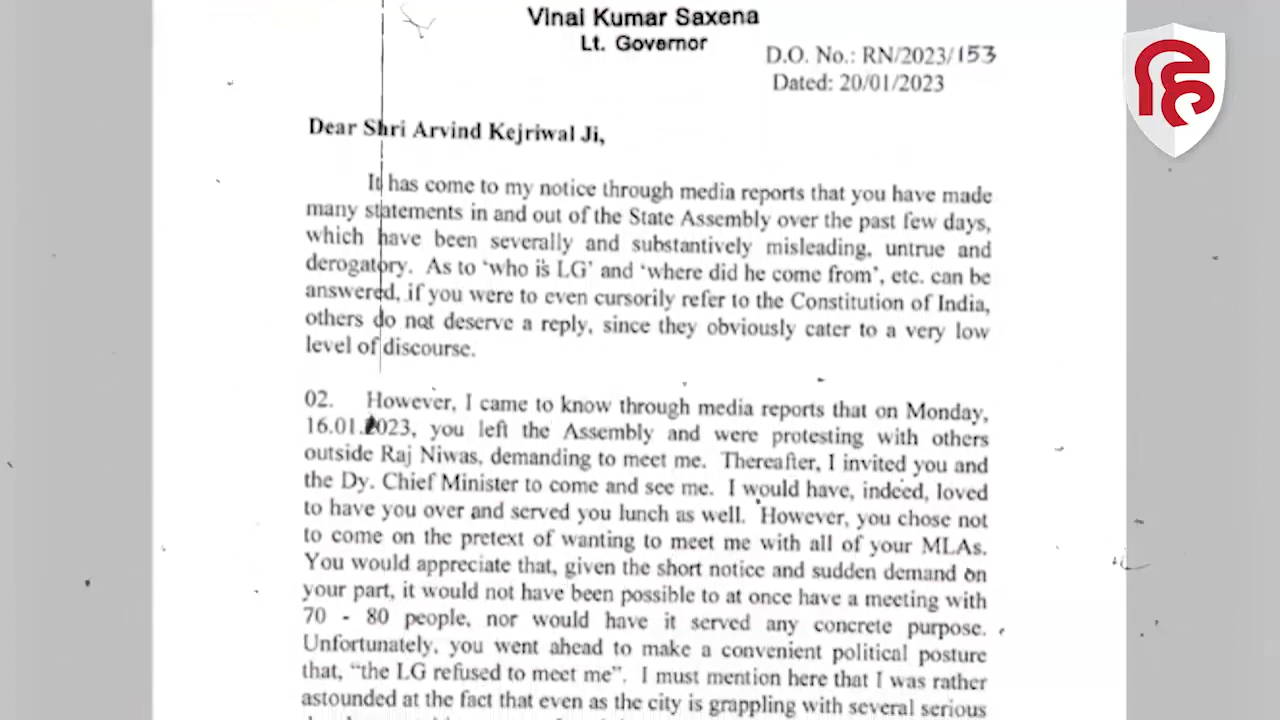 Vinai Kumar Saxena
Lt. Governor
D.O. No.: RN/2023/153
Dated: 20/01/2023
Dear Shri Arvind Kejriwal Ji,
It has come to my notice through media reports that you have made
many statements in and out of the State Assembly over the past few days,
which have been severally and substantively misleading, untrue and
derogatory. As to ‘who is LG’ and ‘where did he come from’, etc. can be
answered, if you were to even cursorily refer to the Constitution of India,
others do not deserve a reply, since they obviously cater to a very low
level of discourse.
02. However, I came to know through media reports that on Monday,
16.01.2023, you left the Assembly and were protesting with others
outside Raj Niwas, demanding to meet me. Thereafter, I invited you and
the Dy. Chief Minister to come and see me. I would have, indeed, loved
to have you over and served you lunch as well. However, you chose not
to come on the pretext of wanting to meet me with all of your MLAs.
You would appreciate that, given the short notice and sudden demand on
your part, it would not have been possible to at once have a meeting with
70 - 80 people, nor would have it served any concrete purpose.
Unfortunately, you went ahead to make a convenient political posture
that, “the LG refused to meet me”. I must mention here that I was rather
astounded at the fact that even as the city is grappling with several serious